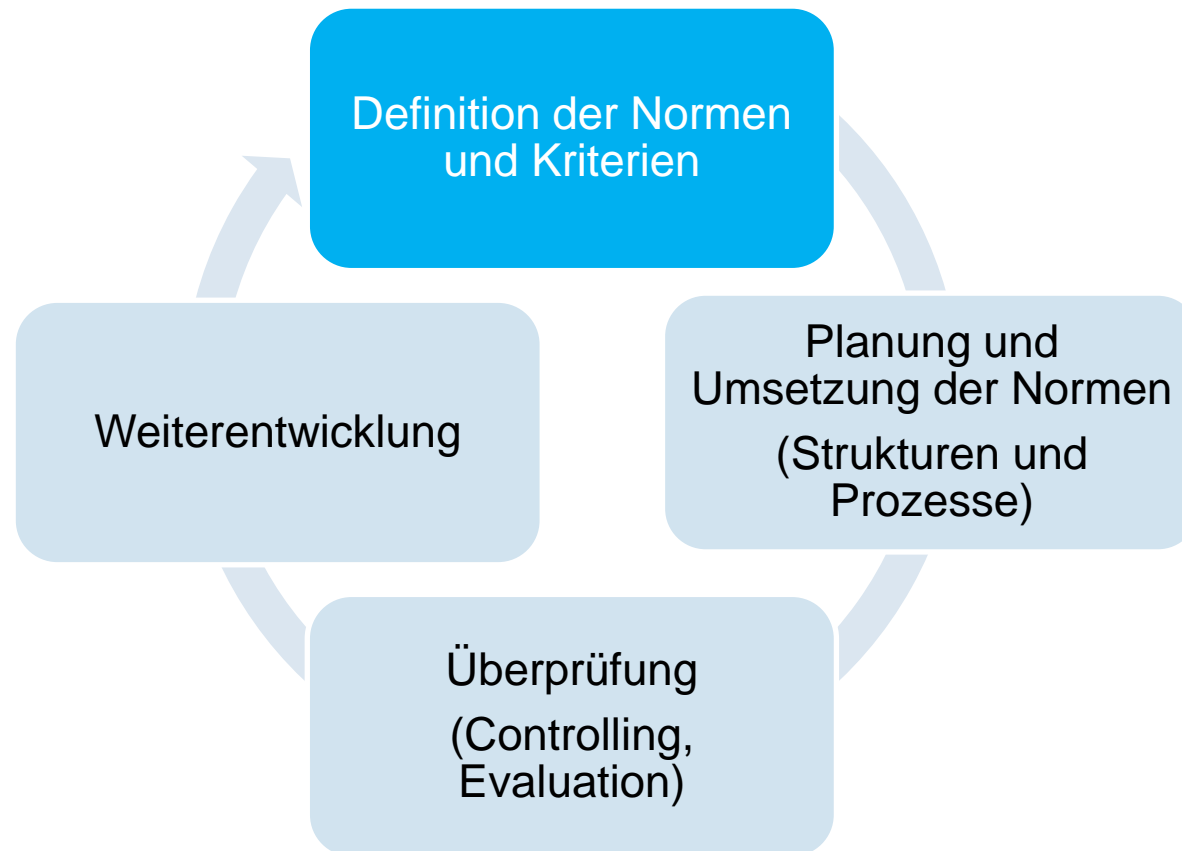 Definition der Normen
und Kriterien
Planung und
Umsetzung der Normen
(Strukturen und
Prozesse)
Überprüfung
(Controlling,
Evaluation)
Weiterentwicklung